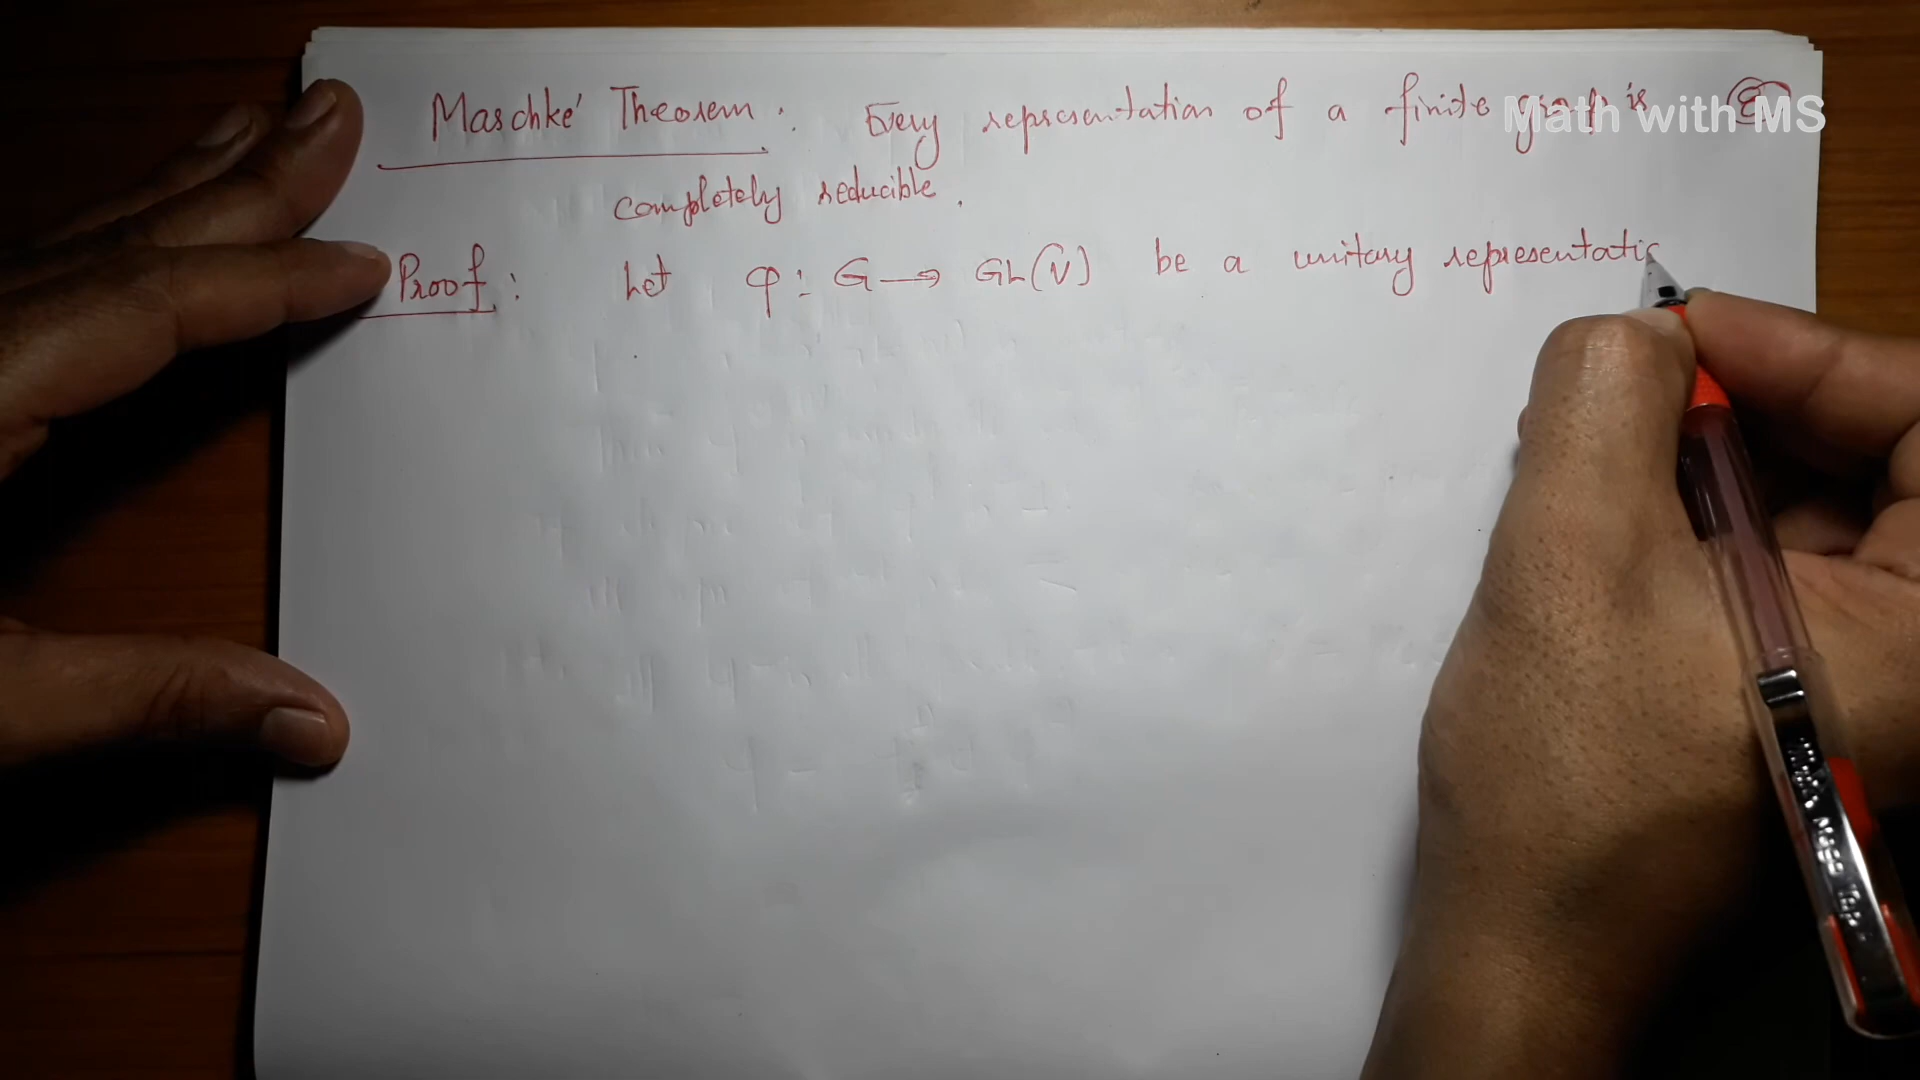 Maschke' Theorem : Every representation of a finite group is 8
completely reducible.
Proof : Let φ : G → GL(V) be a unitary representatio
Math with MS